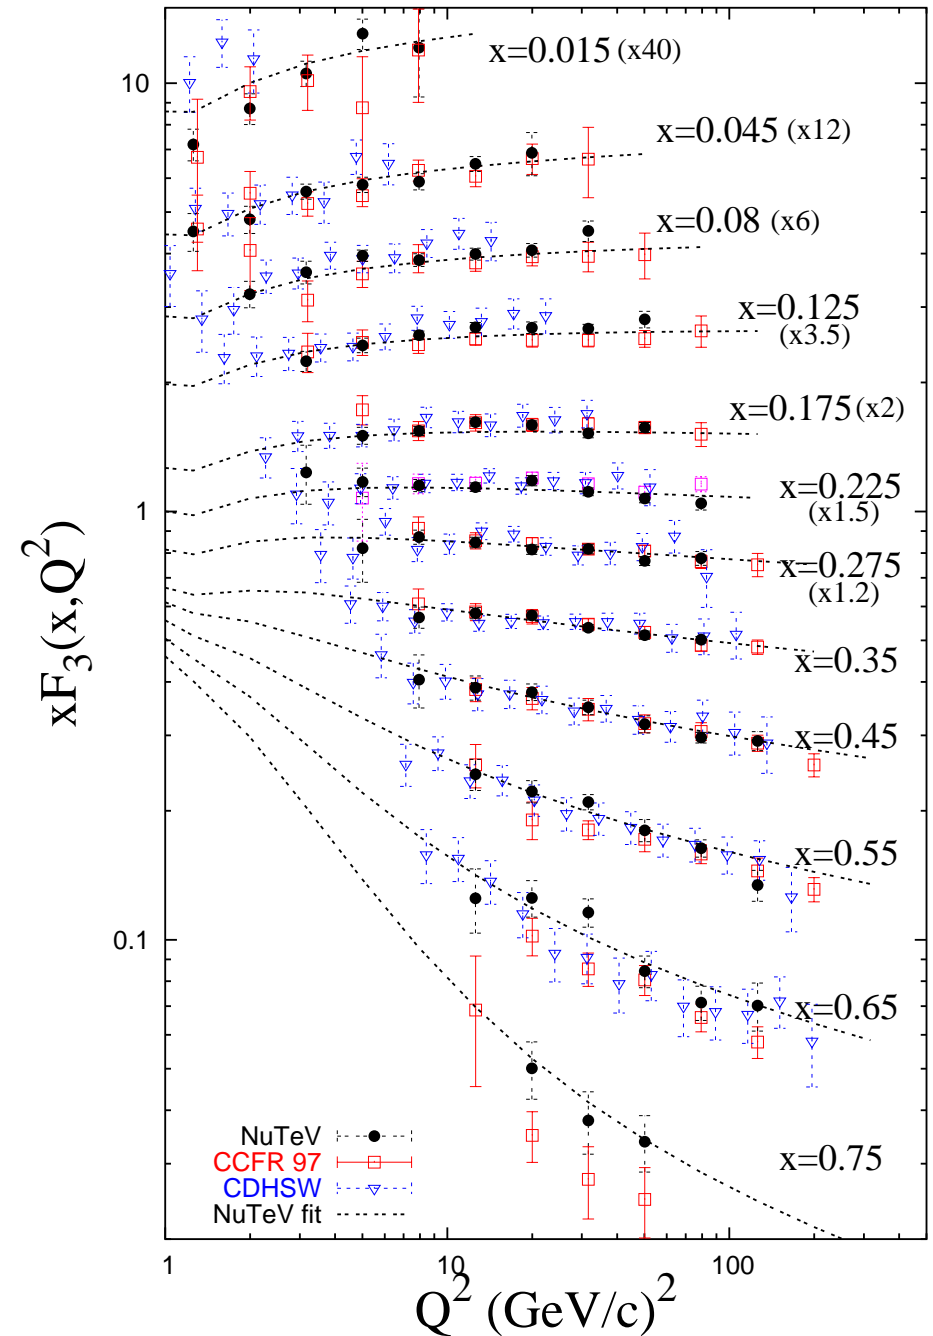 x=0.015 (x40)
10
x=0.045 (x12)
x=0.08 (x6)
x=0.125
(x3.5)
x=0.175 (x2)
x=0.225
(x1.5)
1
x=0.275
(x1.2)
xF₃(x,Q²)
x=0.35
x=0.45
x=0.55
0.1
x=0.65
NuTeV
CCFR 97
CDHSW
NuTeV fit
x=0.75
1
10
100
Q² (GeV/c)²